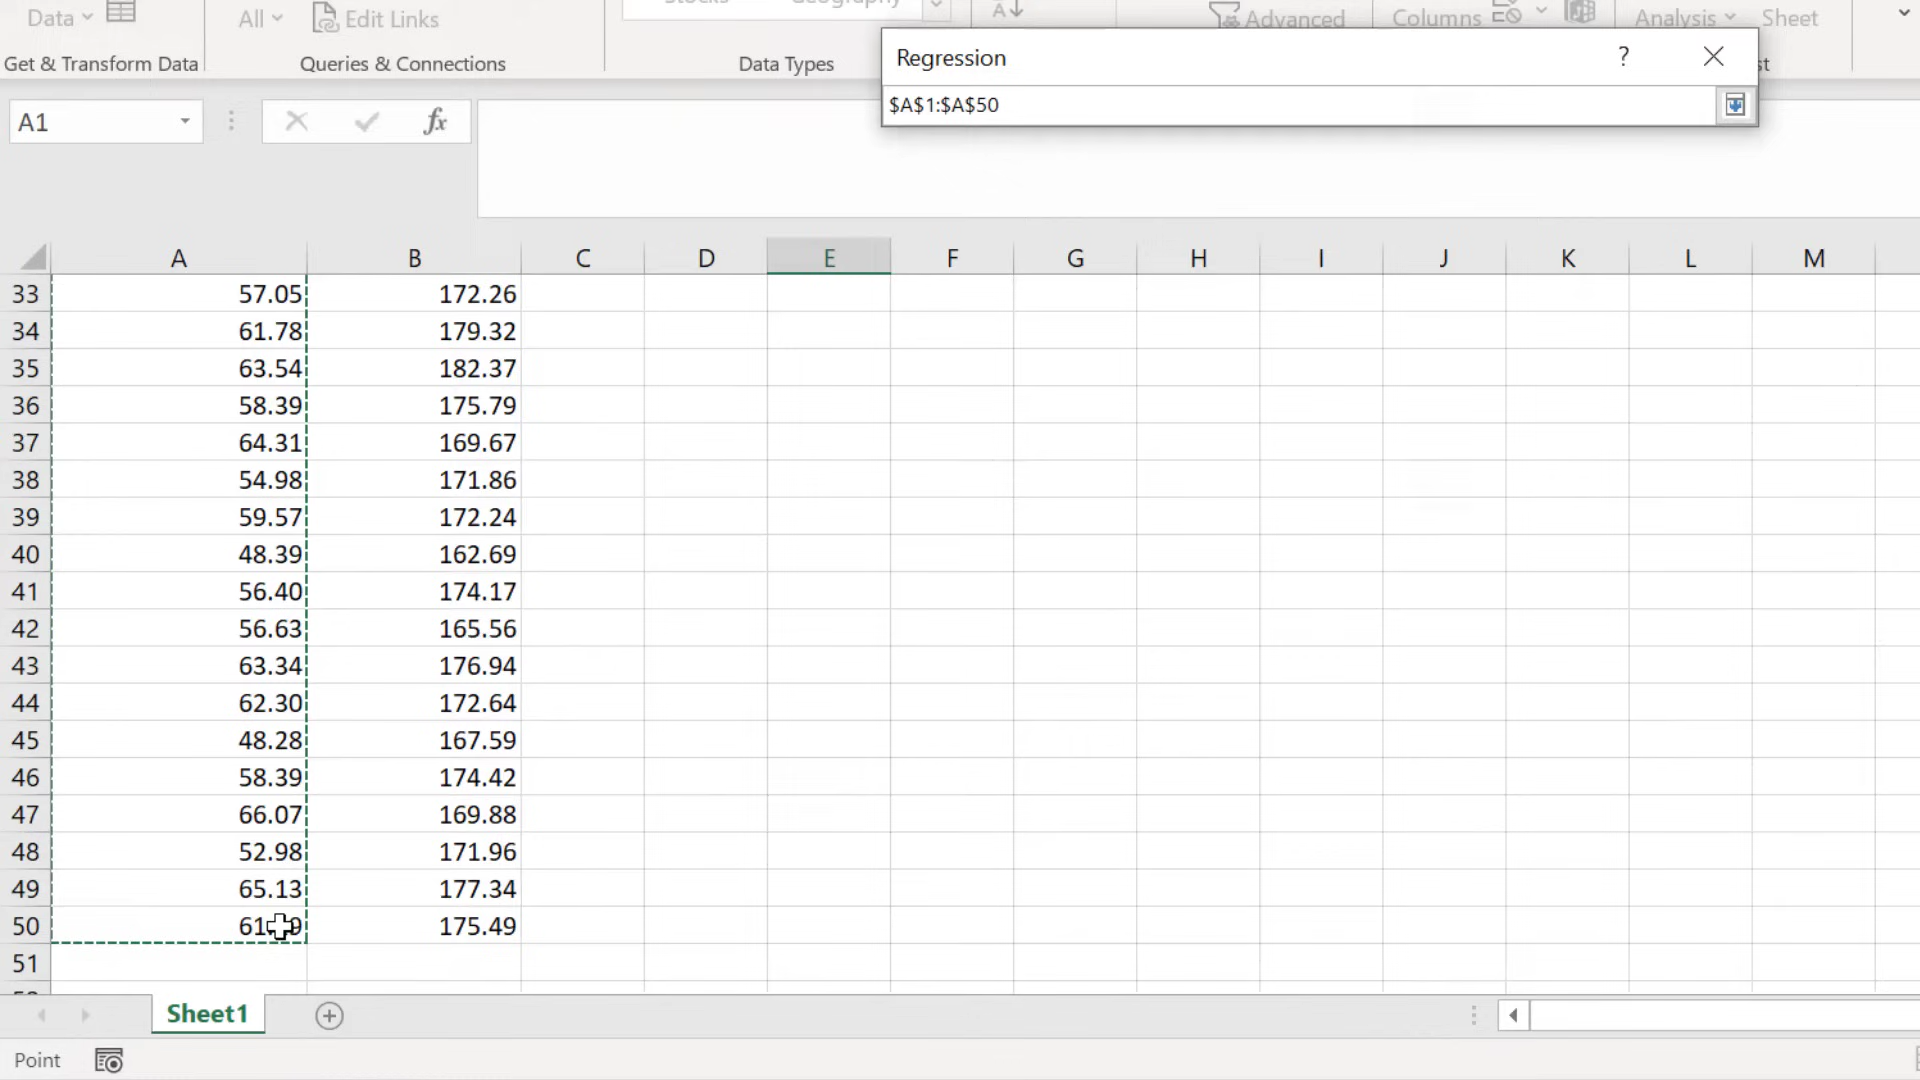 Data All Edit Links Stocks Geography Advanced Columns Analysis Sheet
Get & Transform Data Queries & Connections Data Types
Regression ?
$A$1:$A$50
A1 fx
A B C D E F G H I J K L M
33 57.05 172.26
34 61.78 179.32
35 63.54 182.37
36 58.39 175.79
37 64.31 169.67
38 54.98 171.86
39 59.57 172.24
40 48.39 162.69
41 56.40 174.17
42 56.63 165.56
43 63.34 176.94
44 62.30 172.64
45 48.28 167.59
46 58.39 174.42
47 66.07 169.88
48 52.98 171.96
49 65.13 177.34
50 175.49
51
Sheet1
Point